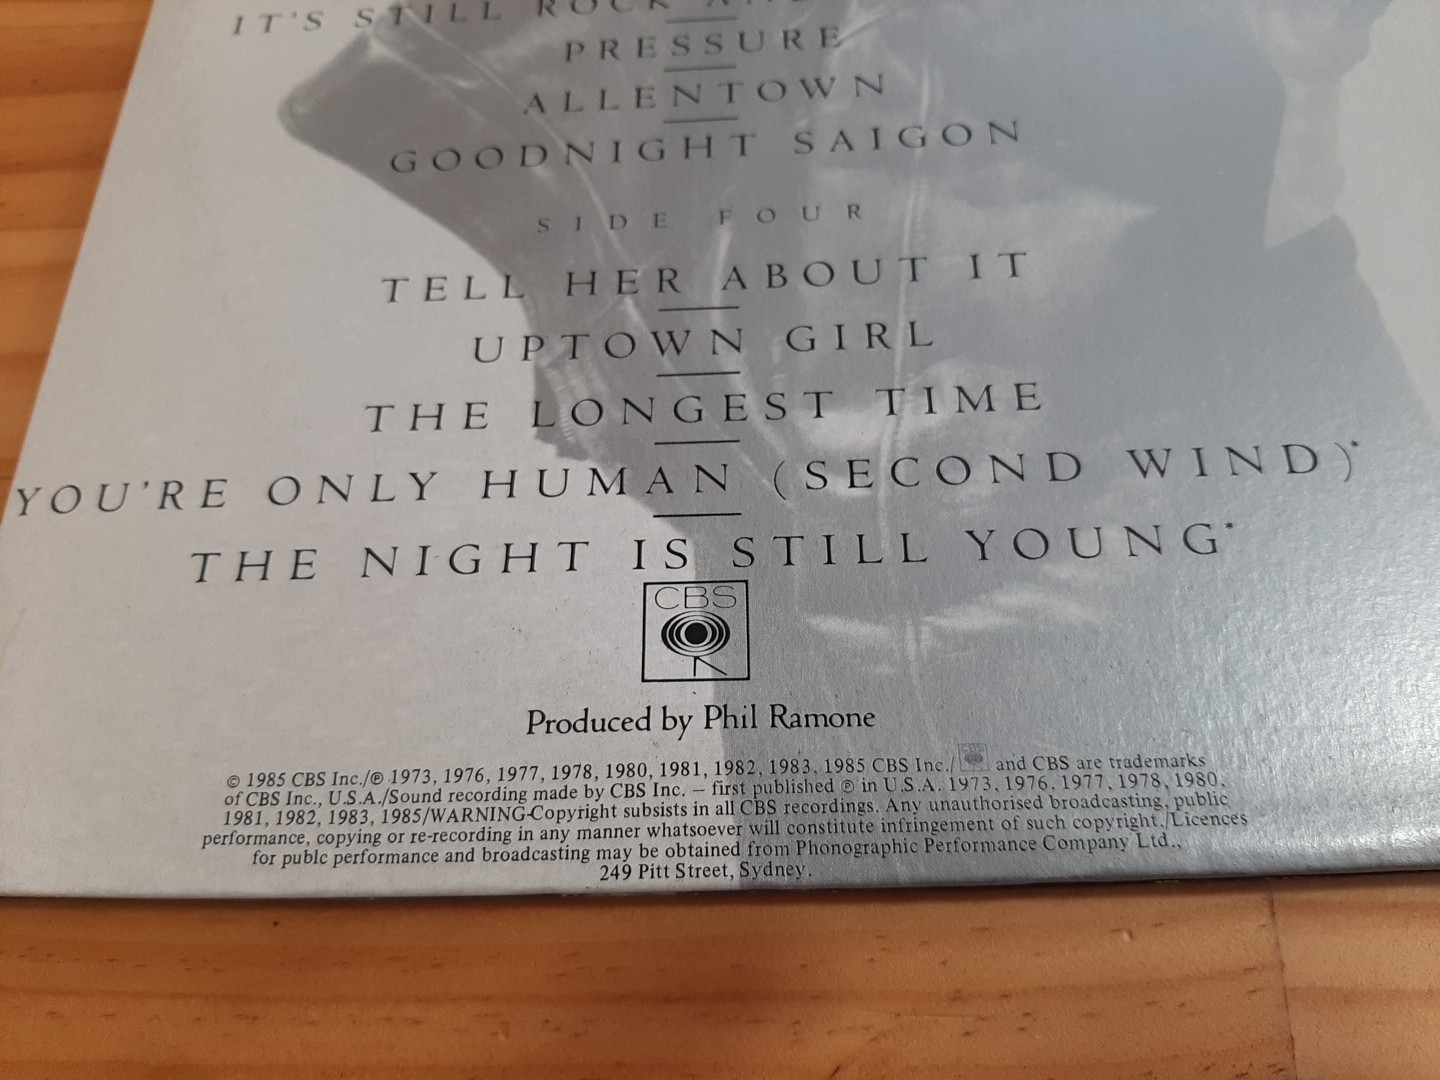 IT'S STILL ROCK AND
PRESSURE
ALLENTOWN
GOODNIGHT SAIGON
SIDE FOUR
TELL HER ABOUT IT
UPTOWN GIRL
THE LONGEST TIME
YOU'RE ONLY HUMAN (SECOND WIND)*
THE NIGHT IS STILL YOUNG*
CBS
Produced by Phil Ramone
© 1985 CBS Inc./℗ 1973, 1976, 1977, 1978, 1980, 1981, 1982, 1983, 1985 CBS Inc./ CBS and CBS are trademarks
of CBS Inc., U.S.A./Sound recording made by CBS Inc. – first published ℗ in U.S.A. 1973, 1976, 1977, 1978, 1980,
1981, 1982, 1983, 1985/WARNING-Copyright subsists in all CBS recordings. Any unauthorised broadcasting, public
performance, copying or re-recording in any manner whatsoever will constitute infringement of such copyright./Licences
for publc performance and broadcasting may be obtained from Phonographic Performance Company Ltd.,
249 Pitt Street, Sydney.